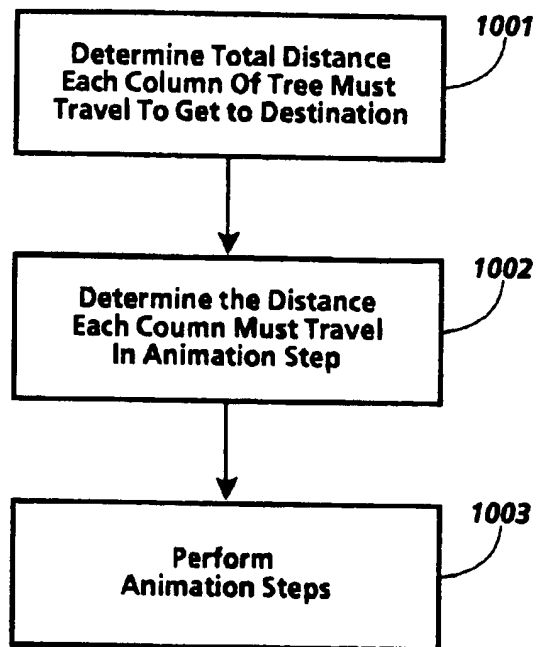 1001
Determine Total Distance
Each Column Of Tree Must
Travel To Get to Destination
1002
Determine the Distance
Each Coumn Must Travel
In Animation Step
1003
Perform
Animation Steps